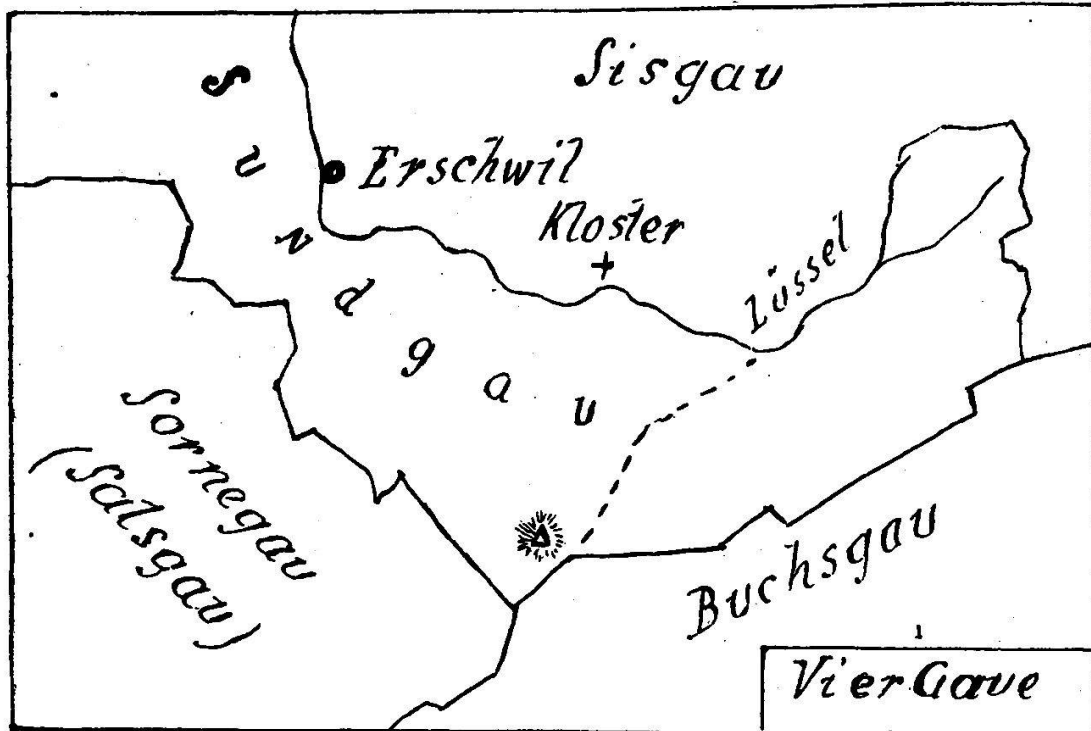 Sisgau
Sundgau
Erschwil
Kloster
Lüssel
Sornegau
(Salsgau)
Buchsgau
Vier Gaue